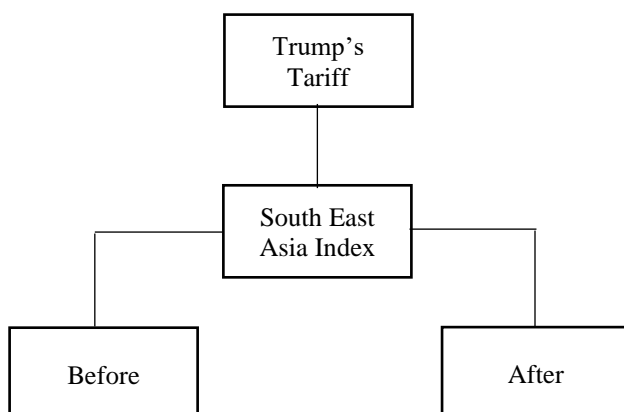 Trump’s
Tariff
South East
Asia Index
Before
After